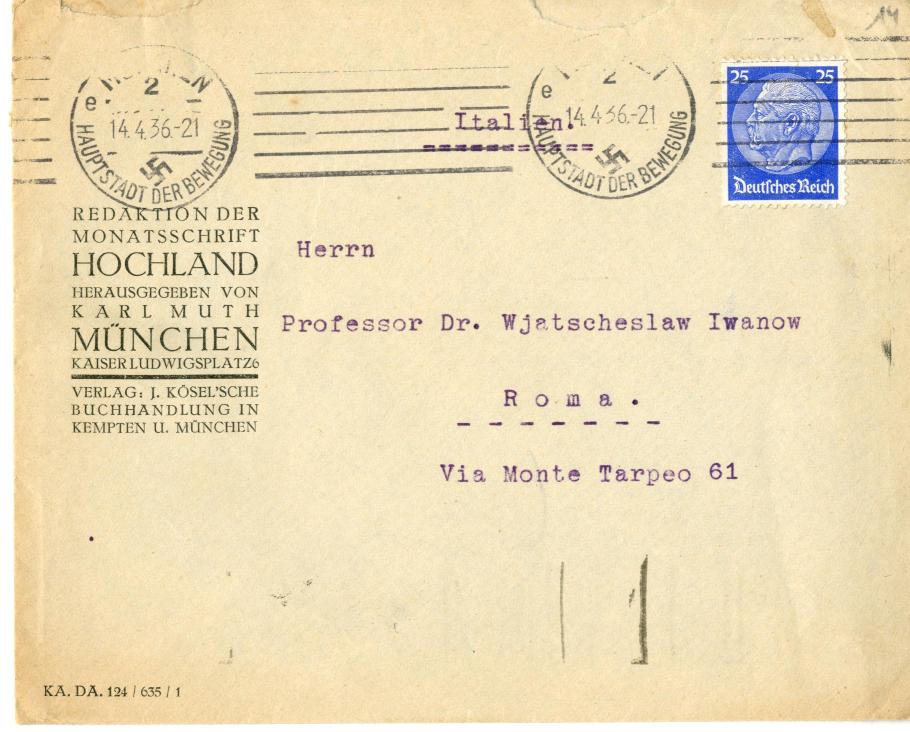 14
MÜNCHEN
2
e
14.4.36.-21
HAUPTSTADT DER BEWEGUNG
2
e
14.4.36.-21
HAUPTSTADT DER BEWEGUNG
25 25
Deutsches Reich
Italien.
REDAKTION DER
MONATSSCHRIFT
HOCHLAND
HERAUSGEGEBEN VON
KARL MUTH
MÜNCHEN
KAISER LUDWIGSPLATZ 6
VERLAG: J. KÖSEL'SCHE
BUCHHANDLUNG IN
KEMPTEN U. MÜNCHEN
Herrn
Professor Dr. Wjatscheslaw Iwanow
Roma.
Via Monte Tarpeo 61
KA. DA. 124 / 635 / 1